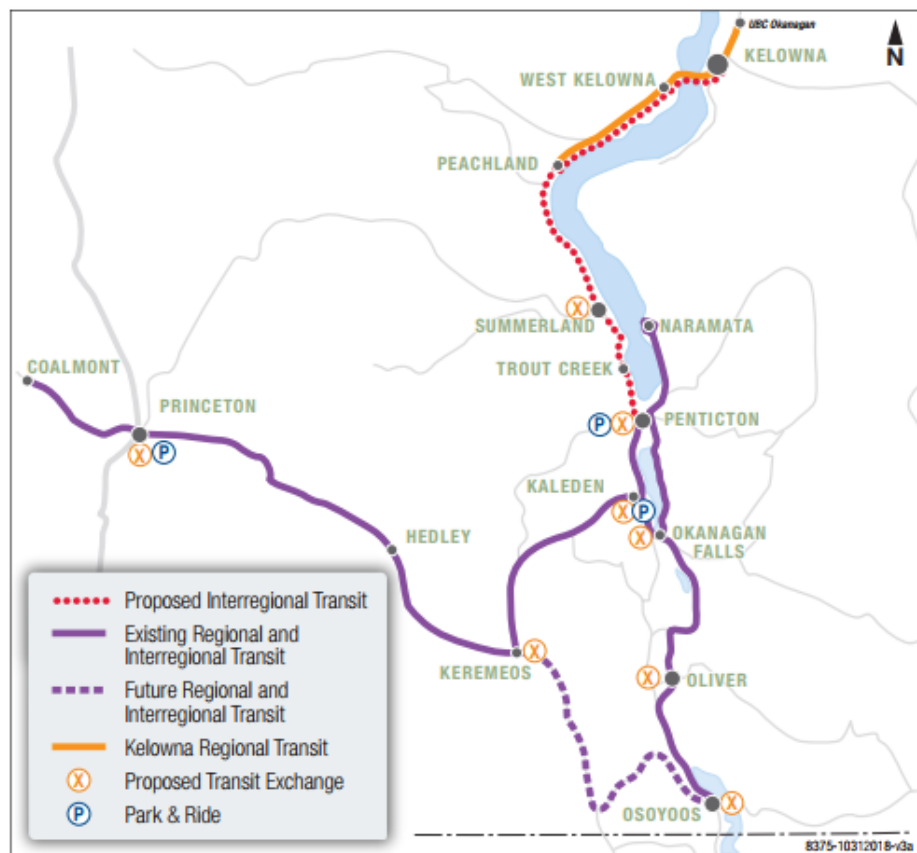 UBC Okanagan
KELOWNA
N
WEST KELOWNA
PEACHLAND
X
SUMMERLAND
NARAMATA
TROUT CREEK
COALMONT
PRINCETON
X P
P X
PENTICTON
KALEDEN
X P
X
OKANAGAN
FALLS
HEDLEY
KEREMEOS
X
X
OLIVER
OSOYOOS
X
Proposed Interregional Transit
Existing Regional and
Interregional Transit
Future Regional and
Interregional Transit
Kelowna Regional Transit
X Proposed Transit Exchange
P Park & Ride
8375-10312018-v3a